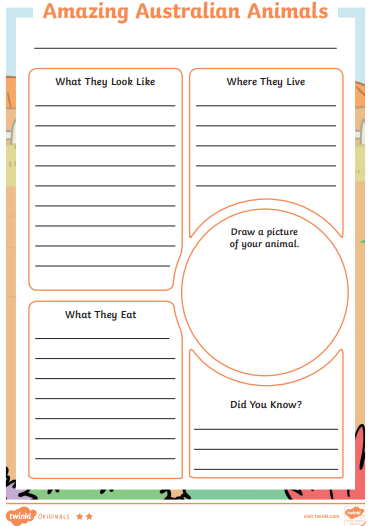 Amazing Australian Animals
What They Look Like
Where They Live
Draw a picture
of your animal.
What They Eat
Did You Know?
twinkl ORIGINALS
visit twinkl.com
twinkl